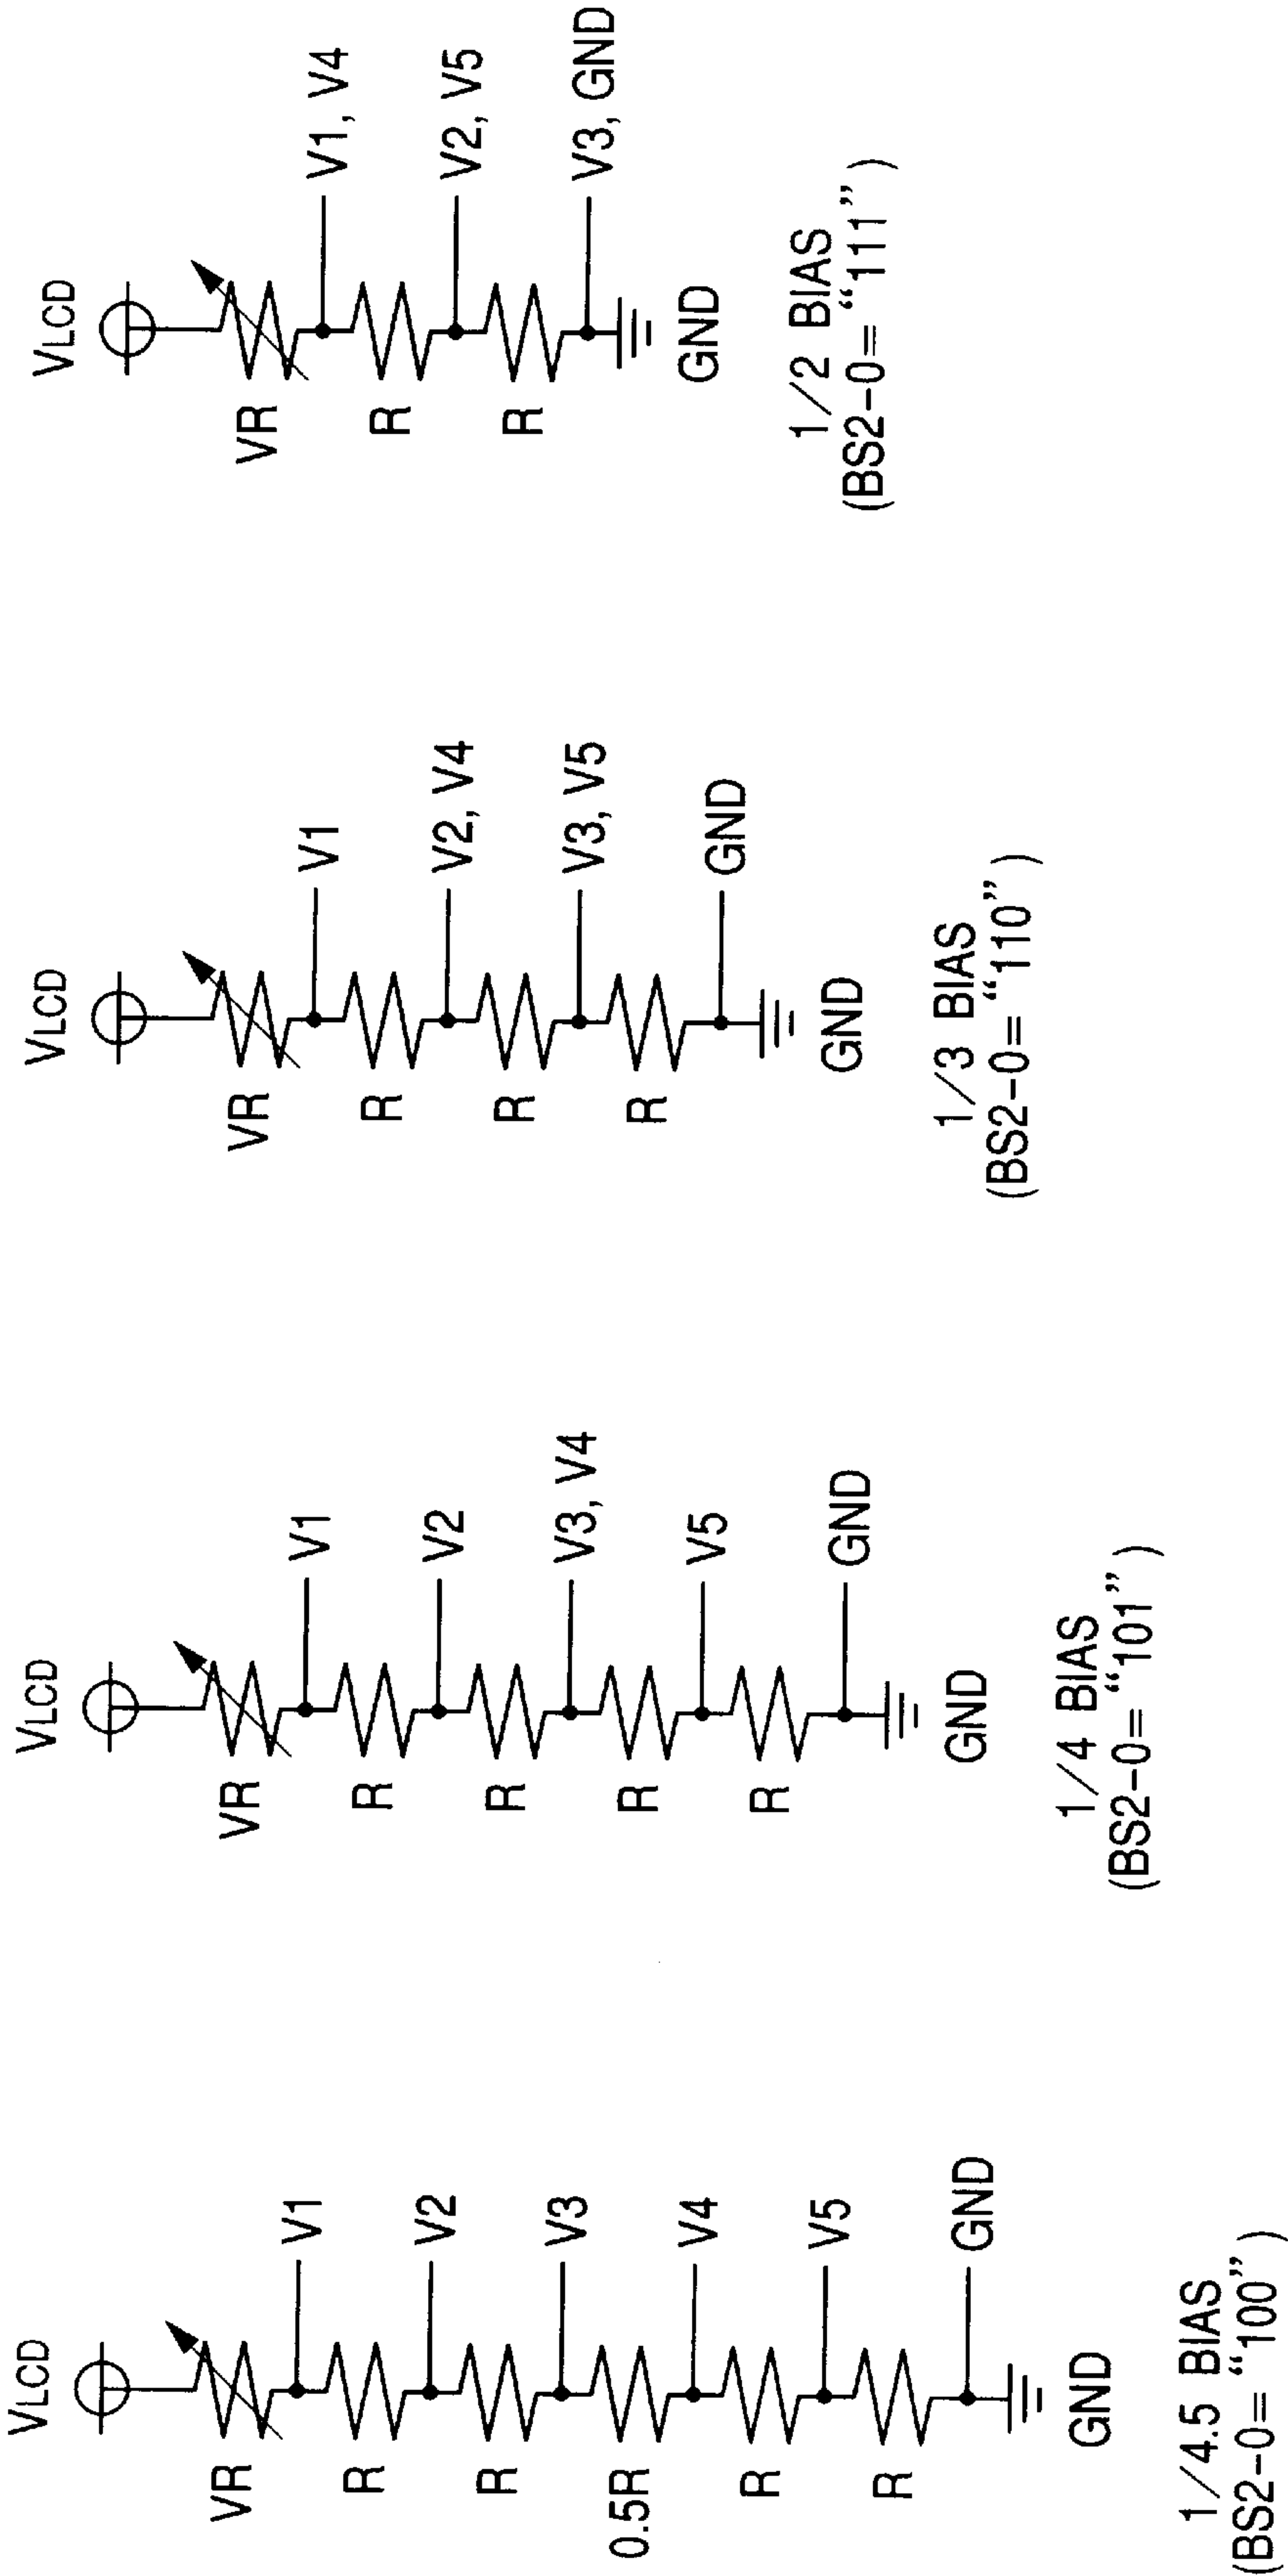 VLCD
VR
V1
R
V2
R
V3
0.5R
V4
R
V5
R
GND
GND
1/4.5 BIAS
(BS2-0= “100”)
VLCD
VR
V1
R
V2
R
V3, V4
R
V5
R
GND
GND
1/4 BIAS
(BS2-0= “101”)
VLCD
VR
V1
R
V2, V4
R
V3, V5
R
GND
GND
1/3 BIAS
(BS2-0= “110”)
VLCD
VR
V1, V4
R
V2, V5
R
V3, GND
GND
1/2 BIAS
(BS2-0= “111”)